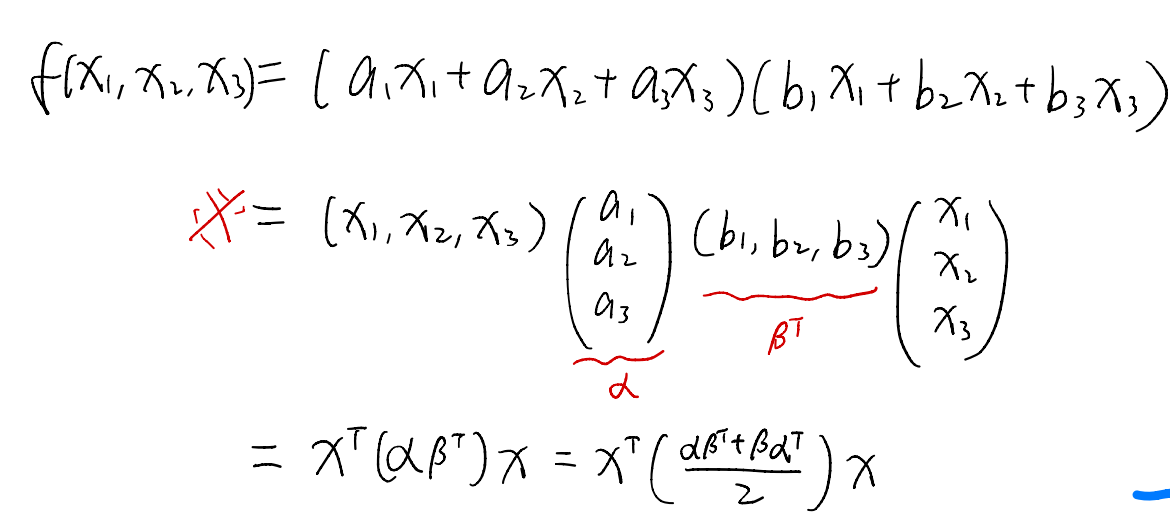 f(x₁, x₂, x₃) = (a₁x₁ + a₂x₂ + a₃x₃)(b₁x₁ + b₂x₂ + b₃x₃)
= (x₁, x₂, x₃) (a₁ a₂ a₃) (b₁, b₂, b₃) (x₁ x₂ x₃)
α βᵀ
= xᵀ(αβᵀ)x = xᵀ((αβᵀ + βαᵀ)/2)x